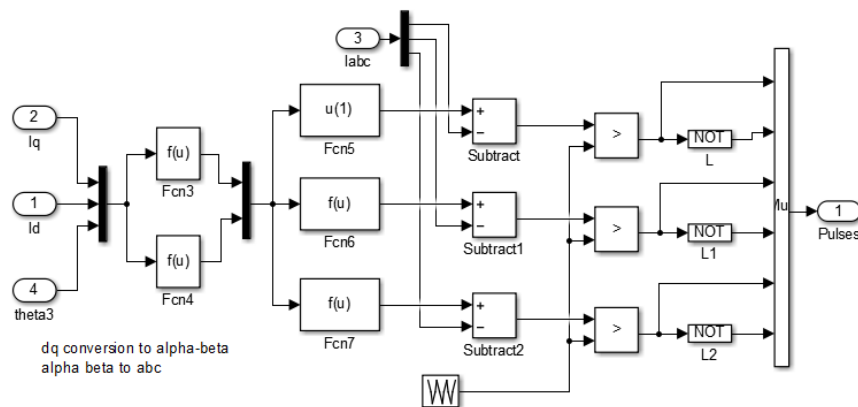 3
Iabc
2
Iq
1
Id
4
theta3
f(u)
Fcn3
f(u)
Fcn4
u(1)
Fcn5
f(u)
Fcn6
f(u)
Fcn7
+
−
Subtract
+
−
Subtract1
+
−
Subtract2
>
>
>
NOT
L
NOT
L1
NOT
L2
Mu
1
Pulses
dq conversion to alpha-beta
alpha beta to abc